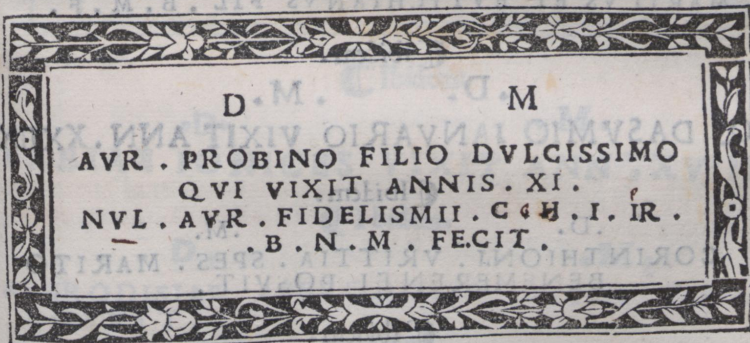 D M
AVR . PROBINO FILIO DVLCISSIMO
QVI VIXIT ANNIS . XI .
NVL . AVR . FIDELISMII . C H . I . IR .
. B . N . M . FECIT .